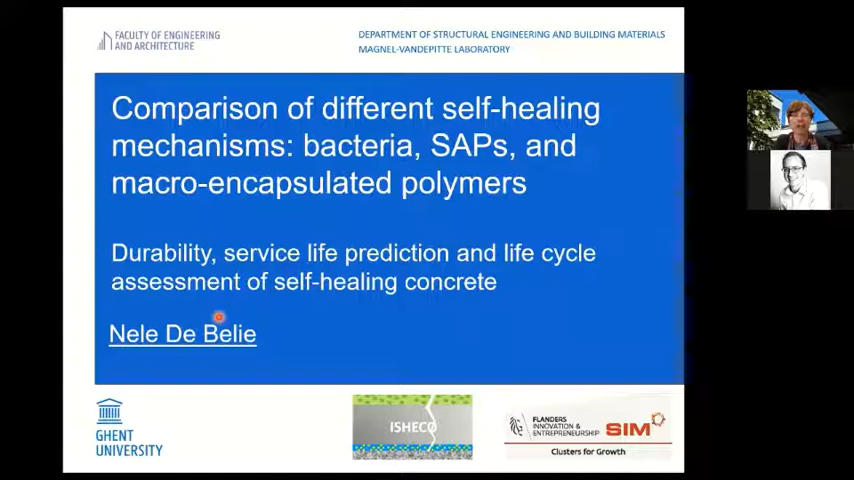 FACULTY OF ENGINEERING
AND ARCHITECTURE
DEPARTMENT OF STRUCTURAL ENGINEERING AND BUILDING MATERIALS
MAGNEL-VANDEPITTE LABORATORY
Comparison of different self-healing
mechanisms: bacteria, SAPs, and
macro-encapsulated polymers
Durability, service life prediction and life cycle
assessment of self-healing concrete
Nele De Belie
GHENT
UNIVERSITY
ISHECO
FLANDERS
INNOVATION &
ENTREPRENEURSHIP
SIM
Clusters for Growth